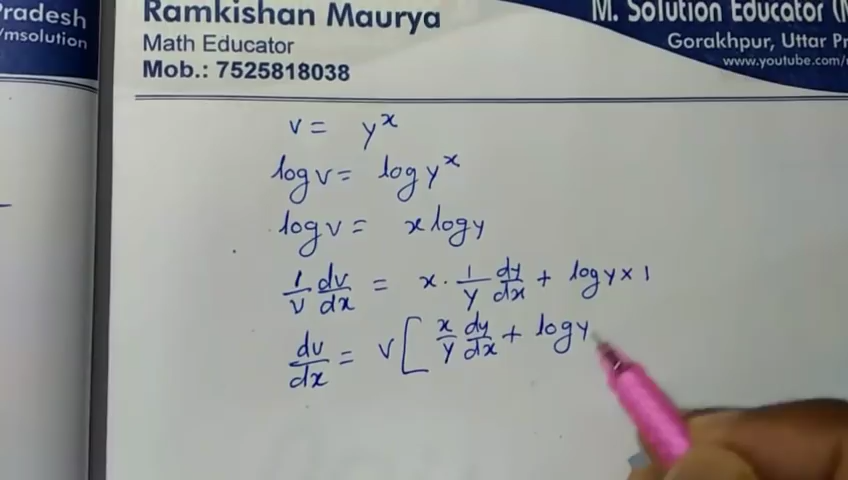 Pradesh
/msolution
Ramkishan Maurya
Math Educator
Mob.: 7525818038
M. Solution Educator (M
Gorakhpur, Uttar Pr
www.youtube.com/
v = y^x
log v = log y^x
log v = x log y
1/v dv/dx = x · 1/y dy/dx + log y × 1
dv/dx = v [ x/y dy/dx + log y